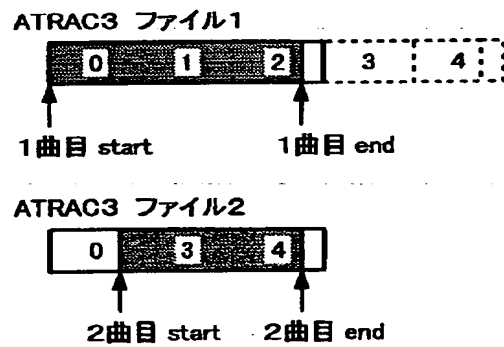 ATRAC3 ファイル1
0 1 2 3 4
1曲目 start 1曲目 end
ATRAC3 ファイル2
0 3 4
2曲目 start 2曲目 end